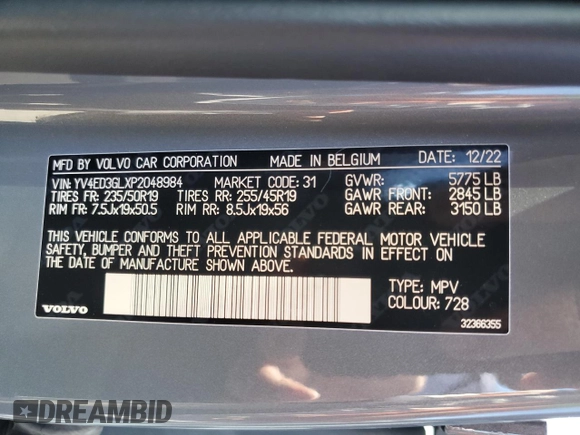 MFD BY VOLVO CAR CORPORATION MADE IN BELGIUM DATE: 12/22
VIN: YV4ED3GLXP2048984 MARKET CODE: 31 GVWR: 5775 LB
TIRES FR: 235/50R19 TIRES RR: 255/45R19 GAWR FRONT: 2845 LB
RIM FR: 7.5Jx19x50.5 RIM RR: 8.5Jx19x56 GAWR REAR: 3150 LB
THIS VEHICLE CONFORMS TO ALL APPLICABLE FEDERAL MOTOR VEHICLE
SAFETY, BUMPER AND THEFT PREVENTION STANDARDS IN EFFECT ON
THE DATE OF MANUFACTURE SHOWN ABOVE.
TYPE: MPV
COLOUR: 728
VOLVO
32366355
DREAMBID